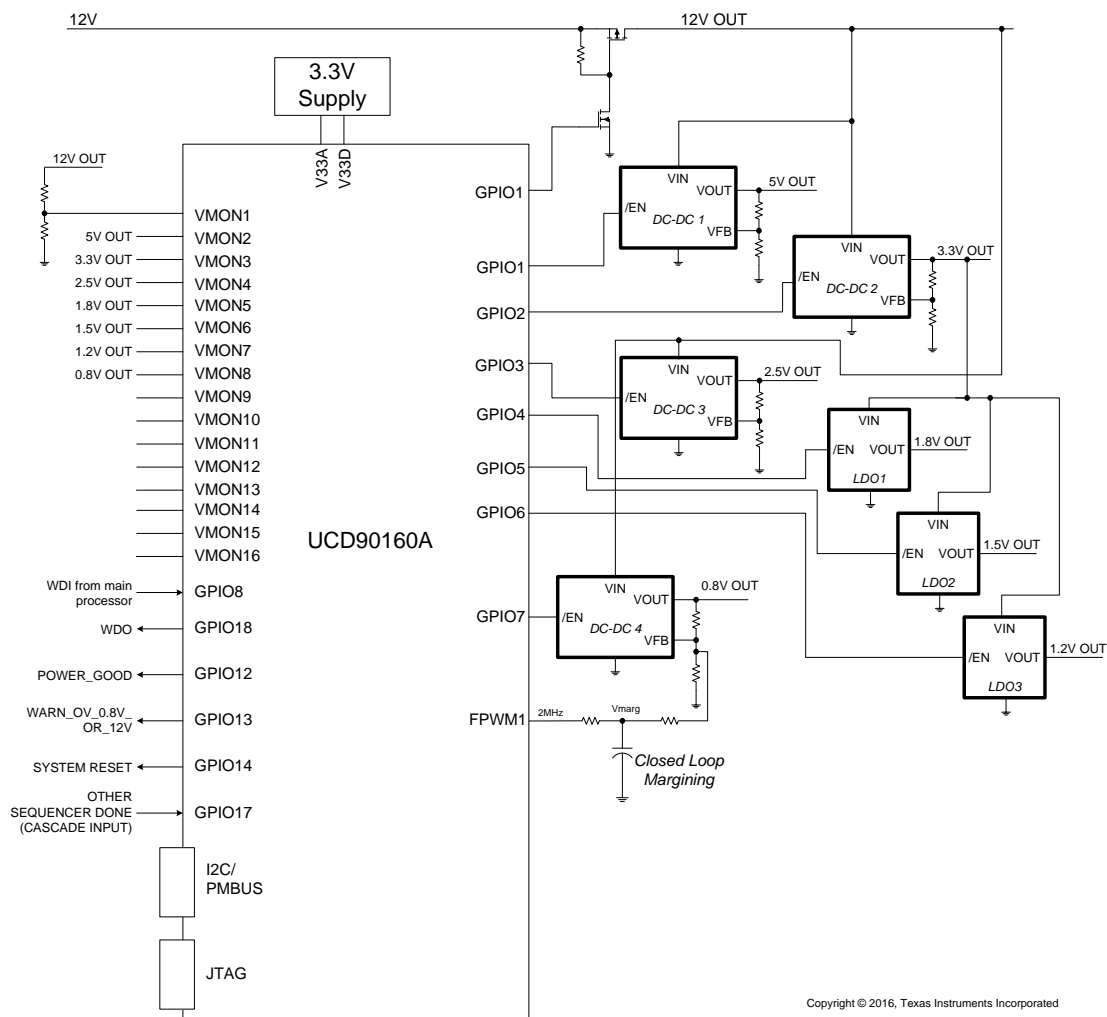 12V
12V OUT
3.3V
Supply
V33A
V33D
12V OUT
VMON1
5V OUT
VMON2
3.3V OUT
VMON3
2.5V OUT
VMON4
1.8V OUT
VMON5
1.5V OUT
VMON6
1.2V OUT
VMON7
0.8V OUT
VMON8
VMON9
VMON10
VMON11
VMON12
VMON13
VMON14
VMON15
VMON16
WDI from main
processor
GPIO8
WDO
GPIO18
POWER_GOOD
GPIO12
WARN_OV_0.8V_
OR_12V
GPIO13
SYSTEM RESET
GPIO14
OTHER
SEQUENCER DONE
(CASCADE INPUT)
GPIO17
I2C/
PMBUS
JTAG
UCD90160A
GPIO1
GPIO1
GPIO2
GPIO3
GPIO4
GPIO5
GPIO6
GPIO7
FPWM1
2MHz
Vmarg
Closed Loop
Margining
VIN
VOUT
/EN
DC-DC 1
VFB
5V OUT
VIN
VOUT
/EN
DC-DC 2
VFB
3.3V OUT
VIN
VOUT
/EN
DC-DC 3
VFB
2.5V OUT
VIN
/EN
VOUT
LDO1
1.8V OUT
VIN
/EN
VOUT
LDO2
1.5V OUT
VIN
/EN
VOUT
LDO3
1.2V OUT
VIN
VOUT
/EN
DC-DC 4
VFB
0.8V OUT
Copyright © 2016, Texas Instruments Incorporated